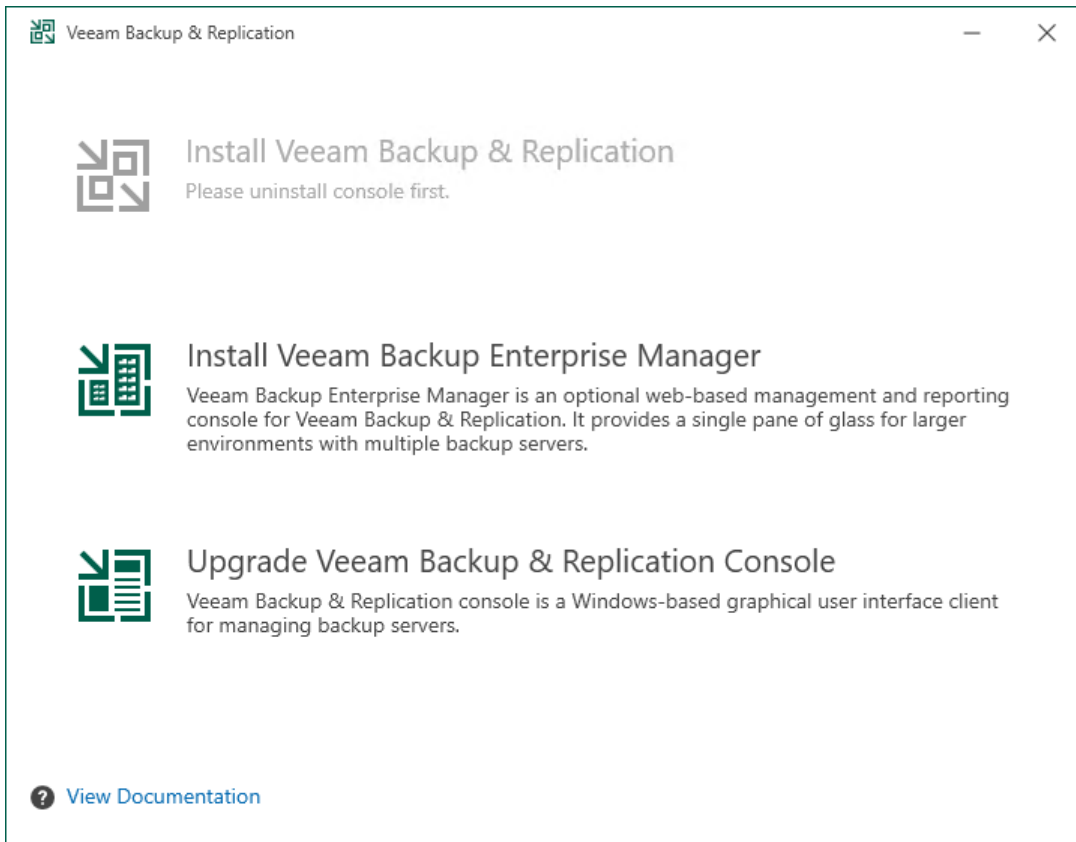 Veeam Backup & Replication
Install Veeam Backup & Replication
Please uninstall console first.
Install Veeam Backup Enterprise Manager
Veeam Backup Enterprise Manager is an optional web-based management and reporting
console for Veeam Backup & Replication. It provides a single pane of glass for larger
environments with multiple backup servers.
Upgrade Veeam Backup & Replication Console
Veeam Backup & Replication console is a Windows-based graphical user interface client
for managing backup servers.
? View Documentation